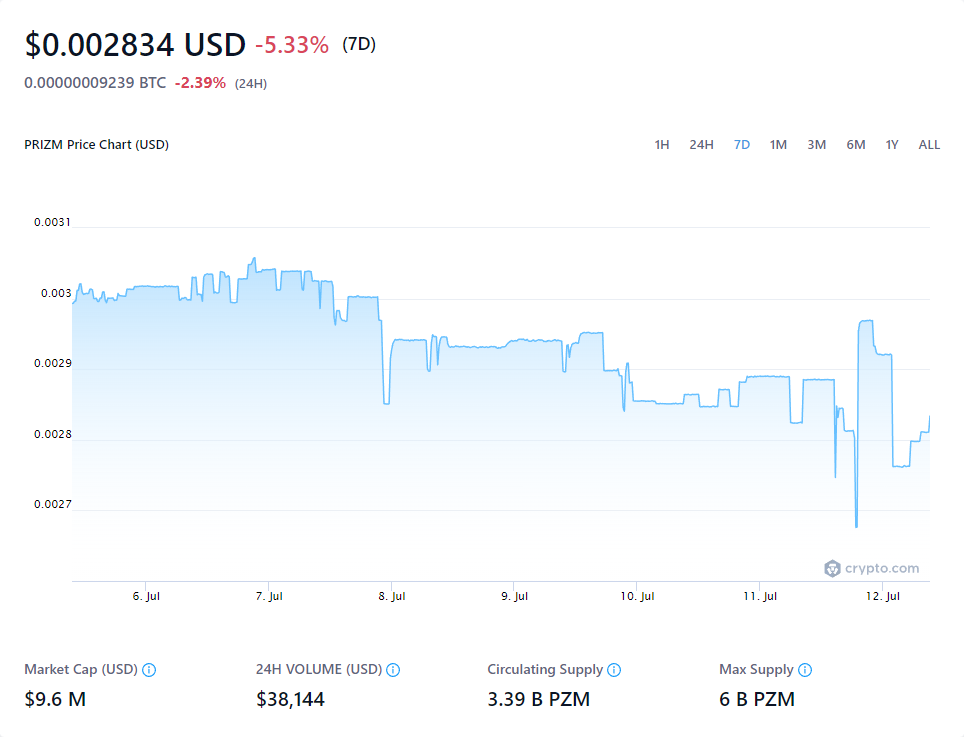 $0.002834 USD -5.33% (7D)
0.00000009239 BTC -2.39% (24H)
PRIZM Price Chart (USD) 1H 24H 7D 1M 3M 6M 1Y ALL
0.0031
0.003
0.0029
0.0028
0.0027
crypto.com
6. Jul 7. Jul 8. Jul 9. Jul 10. Jul 11. Jul 12. Jul
Market Cap (USD) 24H VOLUME (USD) Circulating Supply Max Supply
$9.6 M $38,144 3.39 B PZM 6 B PZM